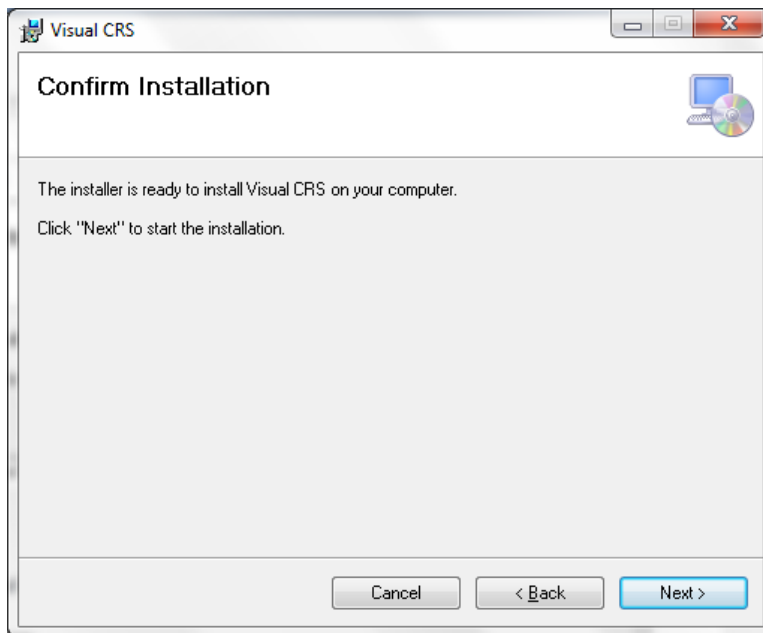 Visual CRS
Confirm Installation
The installer is ready to install Visual CRS on your computer.
Click "Next" to start the installation.
Cancel
< Back
Next >